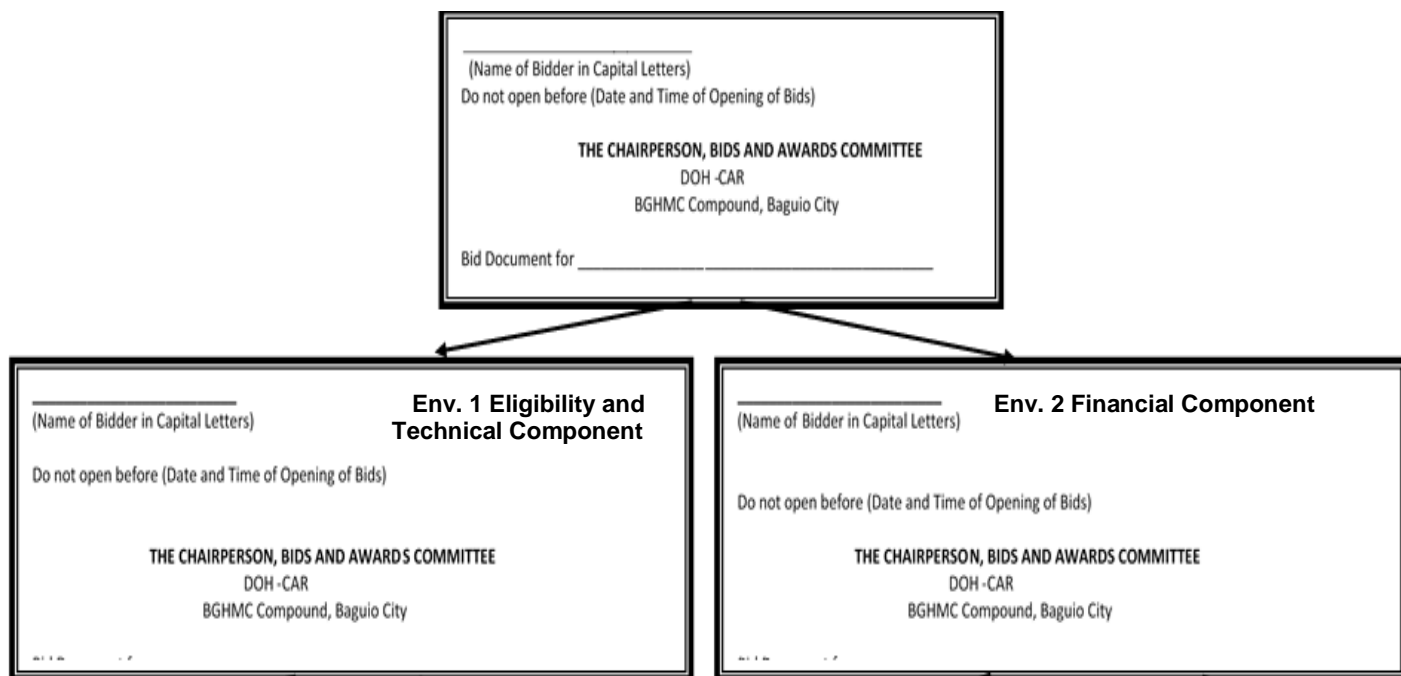 ____________________________
(Name of Bidder in Capital Letters)
Do not open before (Date and Time of Opening of Bids)
THE CHAIRPERSON, BIDS AND AWARDS COMMITTEE
DOH -CAR
BGHMC Compound, Baguio City
Bid Document for ________________________________________
Env. 1 Eligibility and
Technical Component
____________________
(Name of Bidder in Capital Letters)
Do not open before (Date and Time of Opening of Bids)
THE CHAIRPERSON, BIDS AND AWARDS COMMITTEE
DOH -CAR
BGHMC Compound, Baguio City
Env. 2 Financial Component
____________________
(Name of Bidder in Capital Letters)
Do not open before (Date and Time of Opening of Bids)
THE CHAIRPERSON, BIDS AND AWARDS COMMITTEE
DOH -CAR
BGHMC Compound, Baguio City